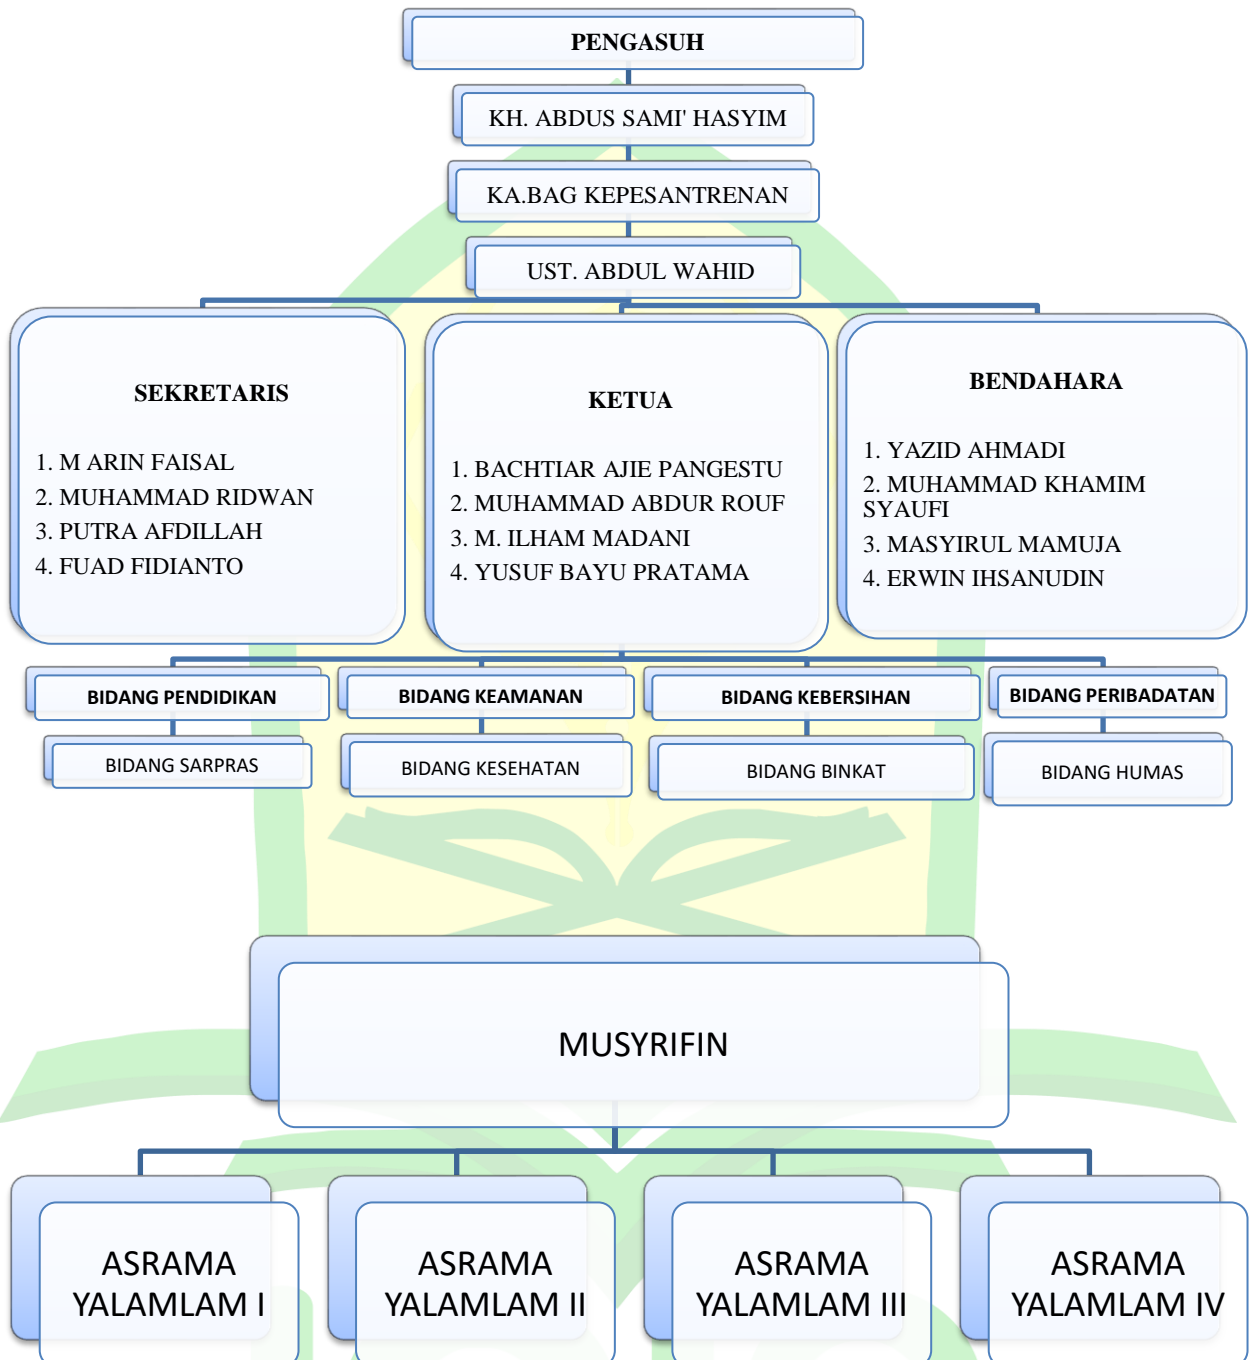 PENGASUH
KH. ABDUS SAMI' HASYIM
KA.BAG KEPESANTRENAN
UST. ABDUL WAHID
SEKRETARIS
1. M ARIN FAISAL
2. MUHAMMAD RIDWAN
3. PUTRA AFDILLAH
4. FUAD FIDIANTO
KETUA
1. BACHTIAR AJIE PANGESTU
2. MUHAMMAD ABDUR ROUF
3. M. ILHAM MADANI
4. YUSUF BAYU PRATAMA
BENDAHARA
1. YAZID AHMADI
2. MUHAMMAD KHAMIM
SYAUFI
3. MASYIRUL MAMUJA
4. ERWIN IHSANUDIN
BIDANG PENDIDIKAN
BIDANG KEAMANAN
BIDANG KEBERSIHAN
BIDANG PERIBADATAN
BIDANG SARPRAS
BIDANG KESEHATAN
BIDANG BINKAT
BIDANG HUMAS
MUSYRIFIN
ASRAMA
YALAMLAM I
ASRAMA
YALAMLAM II
ASRAMA
YALAMLAM III
ASRAMA
YALAMLAM IV